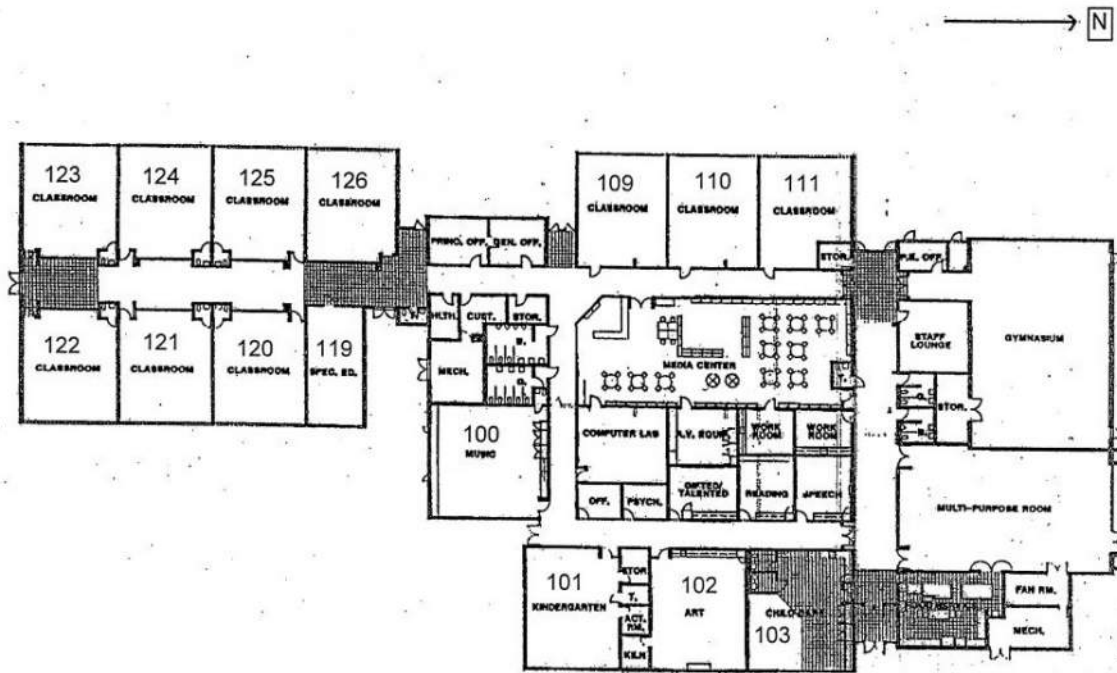 N
123
CLASSROOM
124
CLASSROOM
125
CLASSROOM
126
CLASSROOM
109
CLASSROOM
110
CLASSROOM
111
CLASSROOM
PRINC. OFF.
GEN. OFF.
STOR.
P.E. OFF.
HLTH.
CUST.
STOR.
122
CLASSROOM
121
CLASSROOM
120
CLASSROOM
119
SPEC. ED.
B.
MECH.
G.
MEDIA CENTER
T.
STAFF
LOUNGE
GYMNASIUM
G.
B.
STOR.
100
MUSIC
COMPUTER LAB
A.V. EQUIP.
WORK
ROOM
WORK
ROOM
OFF.
PSYCH.
GIFTED/
TALENTED
READING
SPEECH
MULTI-PURPOSE ROOM
101
KINDERGARTEN
STOR.
T.
ACT.
RM.
KILN
102
ART
CHILD CARE
103
FOOD SERVICE
FAN RM.
MECH.